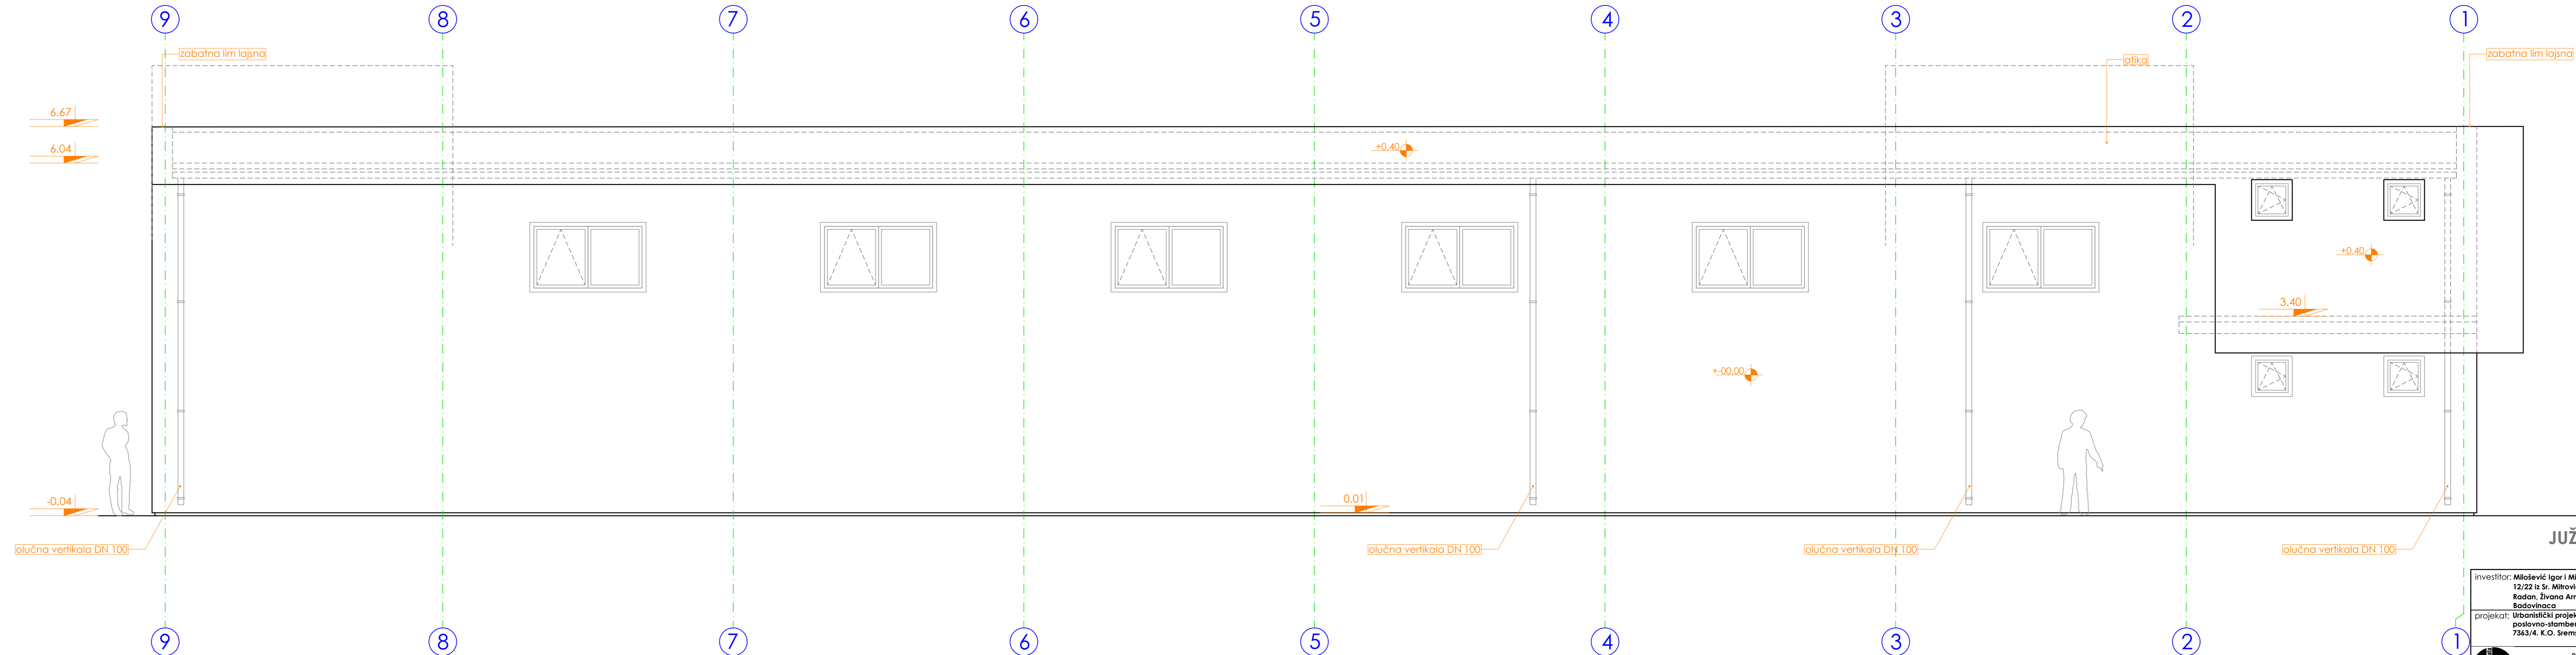 9 8 7 6 5 4 3 2 1
zabatna lim lajsna
atika
zabatna lim lajsna
6.67
6.04
+0.40
+0.40
3.40
+-00.00
-0.04
0.01
olučna vertikala DN 100
olučna vertikala DN 100
olučna vertikala DN 100
olučna vertikala DN 100
JUŽ
investitor: Milošević Igor i Mi
12/22 iz Sr. Mitrovi
Radan, Živana Arr
Badovinaca
projekat: Urbanistički projek
poslovno-stamber
7363/4. K.O. Srems
9 8 7 6 5 4 3 2 1